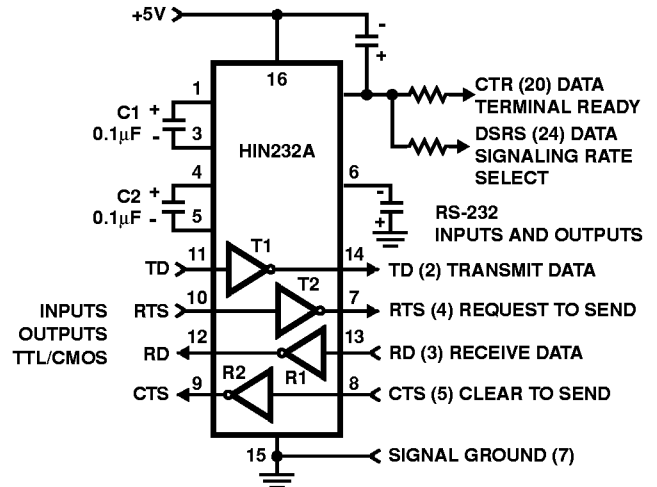 +5V
-
+
16
1
C1 +
0.1μF -
3
HIN232A
CTR (20) DATA
TERMINAL READY
DSRS (24) DATA
SIGNALING RATE
SELECT
4
C2 +
0.1μF -
5
6
-
+
RS-232
INPUTS AND OUTPUTS
TD 11 T1 14 TD (2) TRANSMIT DATA
RTS 10 T2 7 RTS (4) REQUEST TO SEND
INPUTS
OUTPUTS
TTL/CMOS
RD 12 R1 13 RD (3) RECEIVE DATA
CTS 9 R2 8 CTS (5) CLEAR TO SEND
15 SIGNAL GROUND (7)